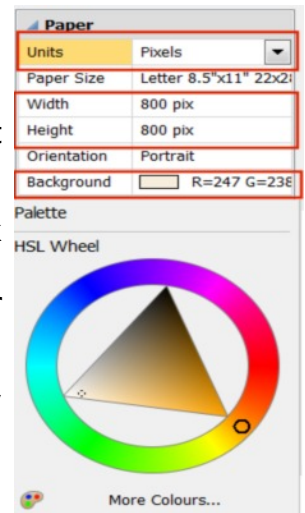 Paper
Units Pixels
Paper Size Letter 8.5"x11" 22x2
Width 800 pix
Height 800 pix
Orientation Portrait
Background R=247 G=238
Palette
HSL Wheel
More Colours...